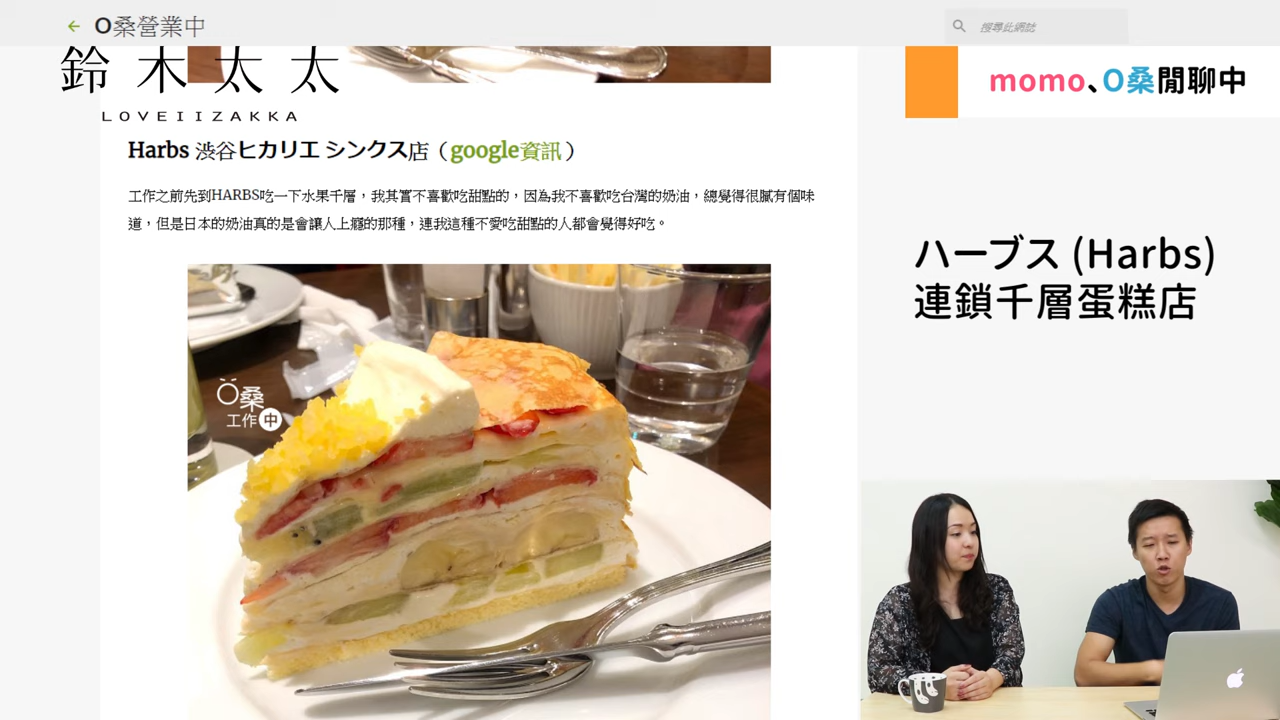 O桑營業中
搜尋此網誌
鈴木太太
LOVEIIZAKKA
momo、O桑閒聊中
Harbs 渋谷ヒカリエ シンクス店（google資訊）
工作之前先到HARBS吃一下水果千層，我其實不喜歡吃甜點的，因為我不喜歡吃台灣的奶油，總覺得很膩有個味
道，但是日本的奶油真的是會讓人上癮的那種，連我這種不愛吃甜點的人都會覺得好吃。
ハーブス (Harbs)
連鎖千層蛋糕店
O桑
工作中